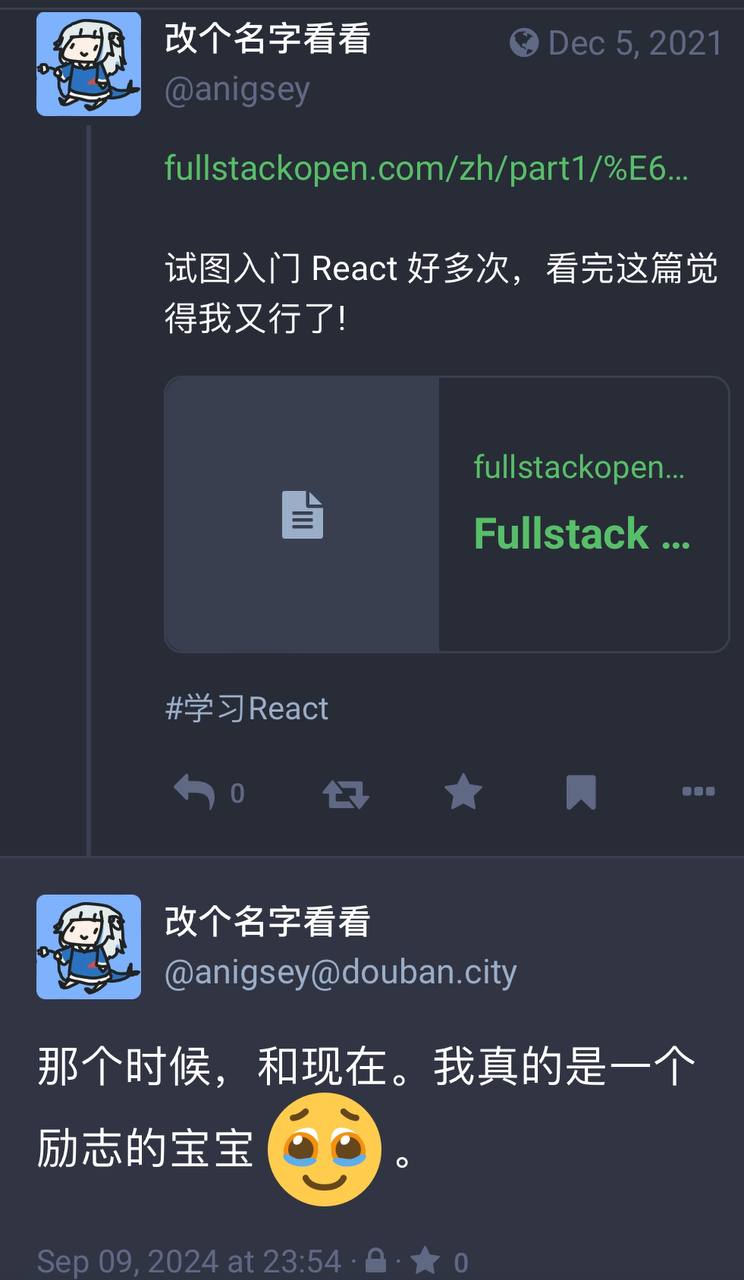 改个名字看看
Dec 5, 2021
@anigsey
fullstackopen.com/zh/part1/%E6…
试图入门 React 好多次，看完这篇觉
得我又行了!
fullstackopen…
Fullstack …
#学习React
0
改个名字看看
@anigsey@douban.city
那个时候，和现在。我真的是一个
励志的宝宝🥹。
Sep 09, 2024 at 23:54 · · 0